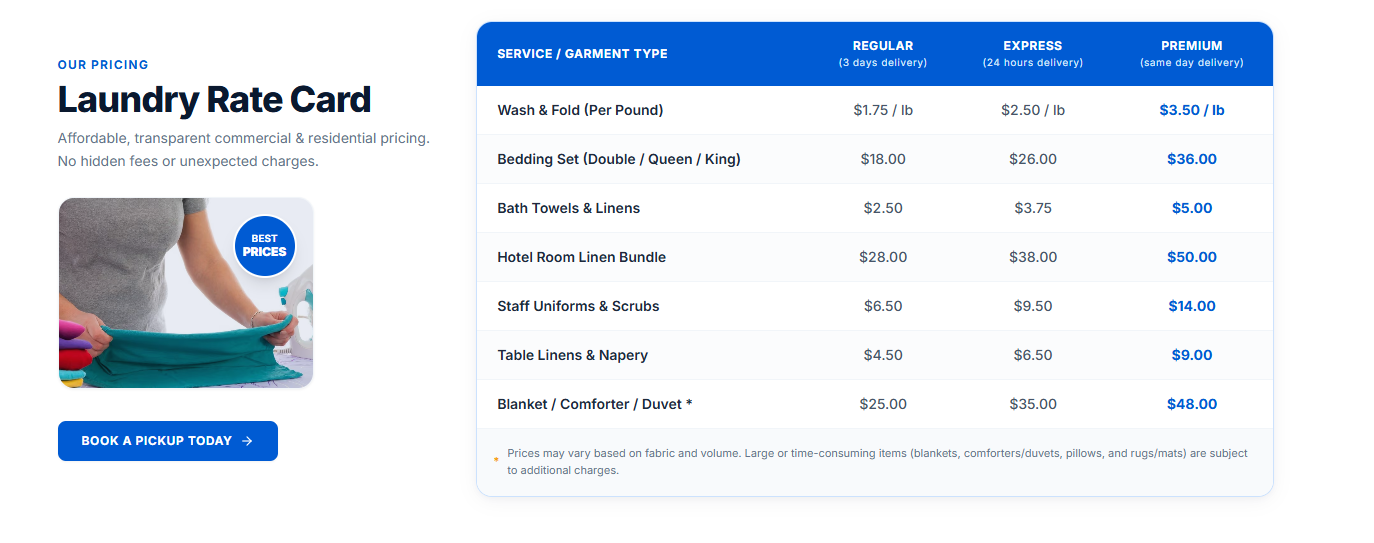 OUR PRICING
Laundry Rate Card
Affordable, transparent commercial & residential pricing.
No hidden fees or unexpected charges.
BEST
PRICES
BOOK A PICKUP TODAY →
SERVICE / GARMENT TYPE REGULAR EXPRESS PREMIUM
(3 days delivery) (24 hours delivery) (same day delivery)
Wash & Fold (Per Pound) $1.75 / lb $2.50 / lb $3.50 / lb
Bedding Set (Double / Queen / King) $18.00 $26.00 $36.00
Bath Towels & Linens $2.50 $3.75 $5.00
Hotel Room Linen Bundle $28.00 $38.00 $50.00
Staff Uniforms & Scrubs $6.50 $9.50 $14.00
Table Linens & Napery $4.50 $6.50 $9.00
Blanket / Comforter / Duvet * $25.00 $35.00 $48.00
* Prices may vary based on fabric and volume. Large or time-consuming items (blankets, comforters/duvets, pillows, and rugs/mats) are subject
to additional charges.